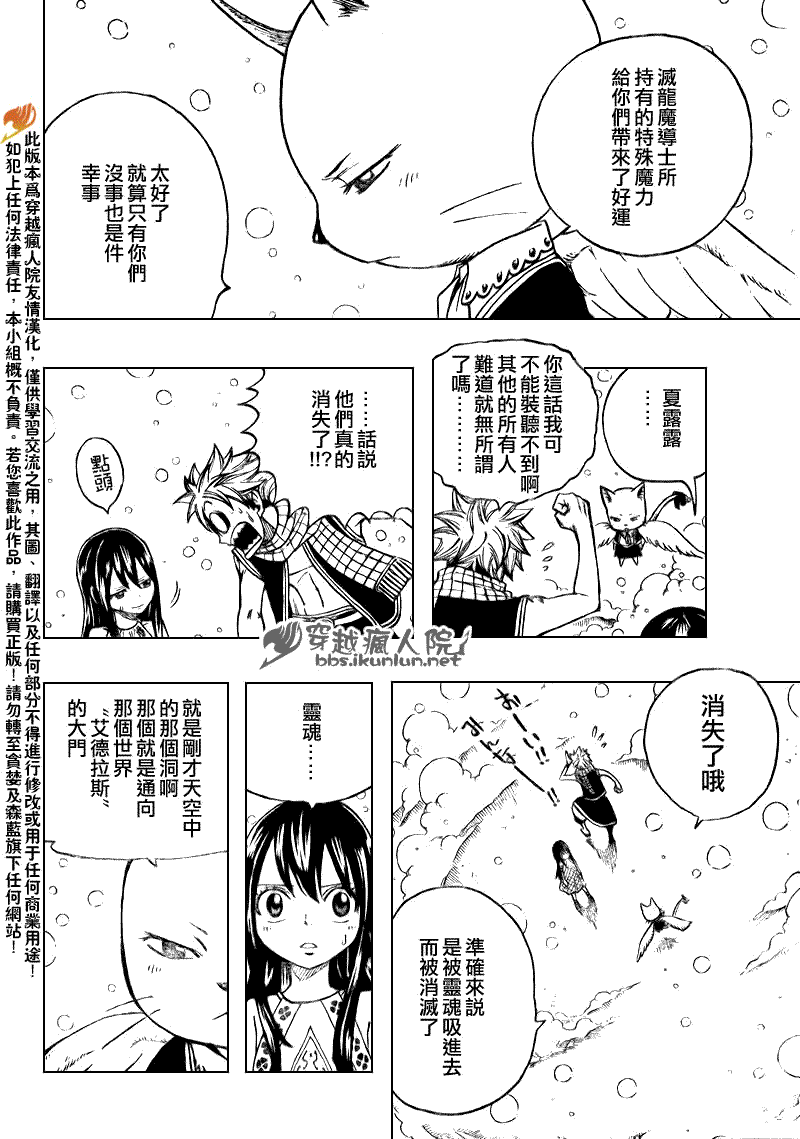 滅龍魔導士所
持有的特殊魔力
給你們帶來了好運
太好了
就算只有你們
沒事也是件
幸事
夏露露
……
你這話我可
不能裝聽不到啊
其他的所有人
難道就無所謂
了嗎………
……話說
他們真的
消失了!!?
點頭
穿越瘋人院
bbs.ikunlun.net
消失了哦
おーい!!
みんなー!!
準確來說
是被靈魂吸進去
而被消滅了
靈魂……
就是剛才天空中
的那個洞啊
那個就是通向
那個世界
“艾德拉斯”
的大門
此版本爲穿越瘋人院友情漢化，僅供學習交流之用，其圖、翻譯以及任何部分不得進行修改或用于任何商業用途！
如犯上任何法律責任，本小組概不負責。若您喜歡此作品，請購買正版！請勿轉至貪婪及森藍旗下任何網站！